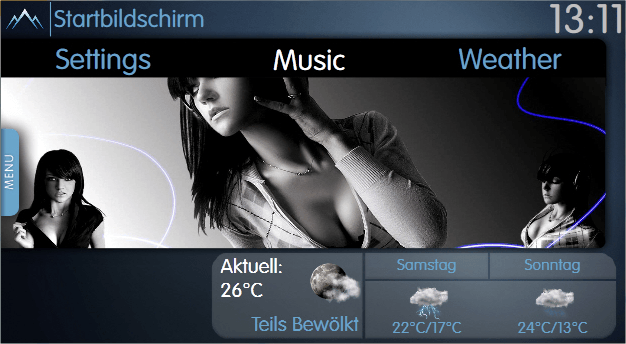 Startbildschirm
13:11
Settings Music Weather
MENU
Aktuell:
26°C
Teils Bewölkt
Samstag Sonntag
22°C/17°C 24°C/13°C